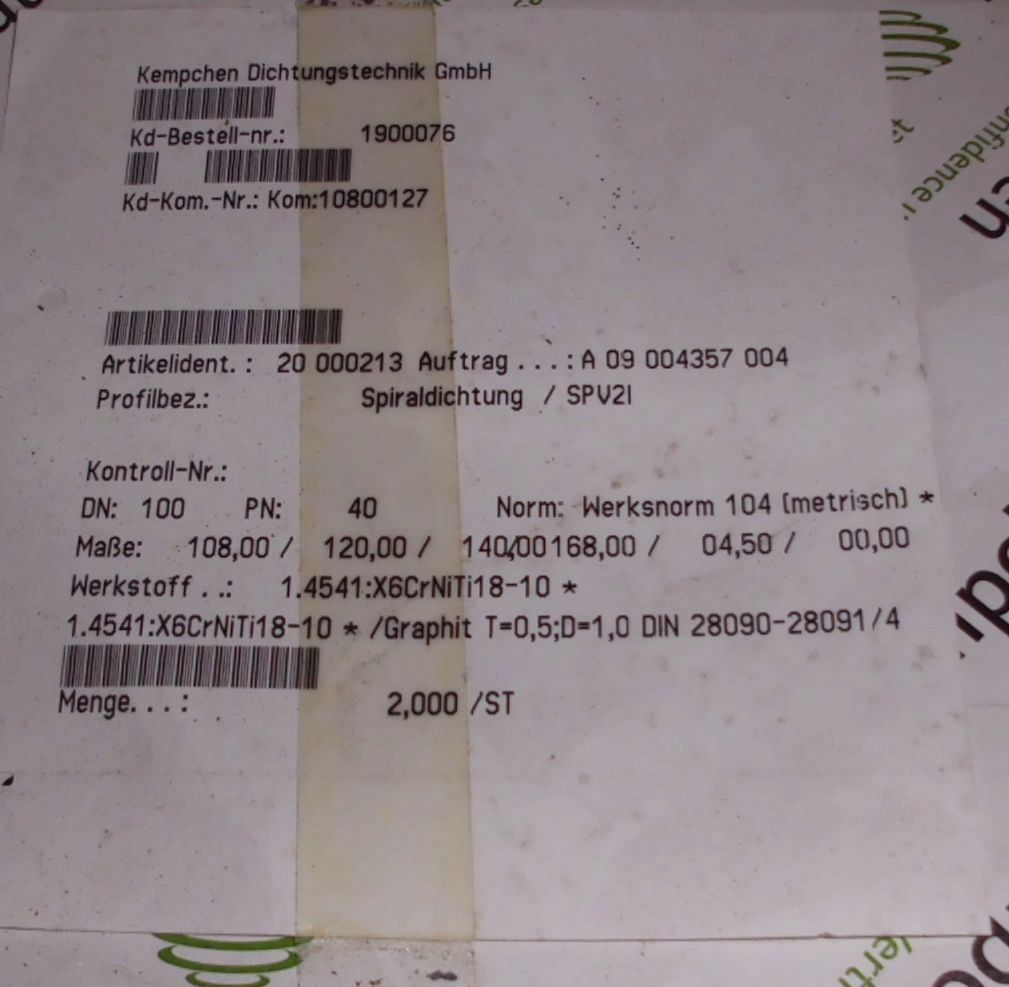 Kempchen Dichtungstechnik GmbH
Kd-Bestell-nr.: 1900076
Kd-Kom.-Nr.: Kom:10800127
Artikelident. : 20 000213 Auftrag ...: A 09 004357 004
Profilbez.: Spiraldichtung / SPV2I
Kontroll-Nr.:
DN: 100 PN: 40 Norm: Werksnorm 104 (metrisch) *
Maße: 108,00 / 120,00 / 140,00168,00 / 04,50 / 00,00
Werkstoff . .: 1.4541:X6CrNiTi18-10 *
1.4541:X6CrNiTi18-10 * /Graphit T=0,5;D=1,0 DIN 28090-28091/4
Menge. . . : 2,000 /ST